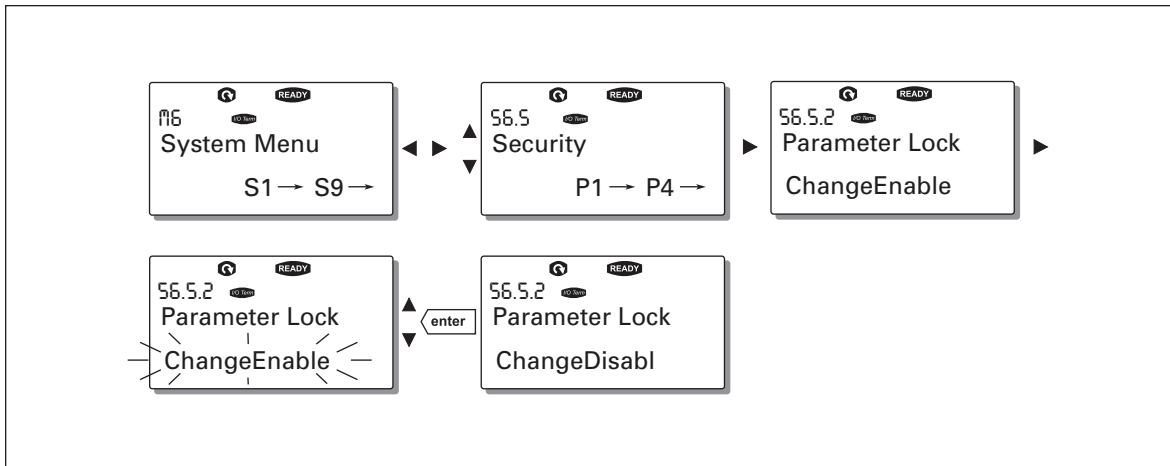 READY
M6 I/O Term
System Menu
S1→ S9→
READY
S6.5 I/O Term
Security
P1→ P4→
READY
S6.5.2 I/O Term
Parameter Lock
ChangeEnable
READY
S6.5.2 I/O Term
Parameter Lock
ChangeEnable
enter
READY
S6.5.2 I/O Term
Parameter Lock
ChangeDisabl